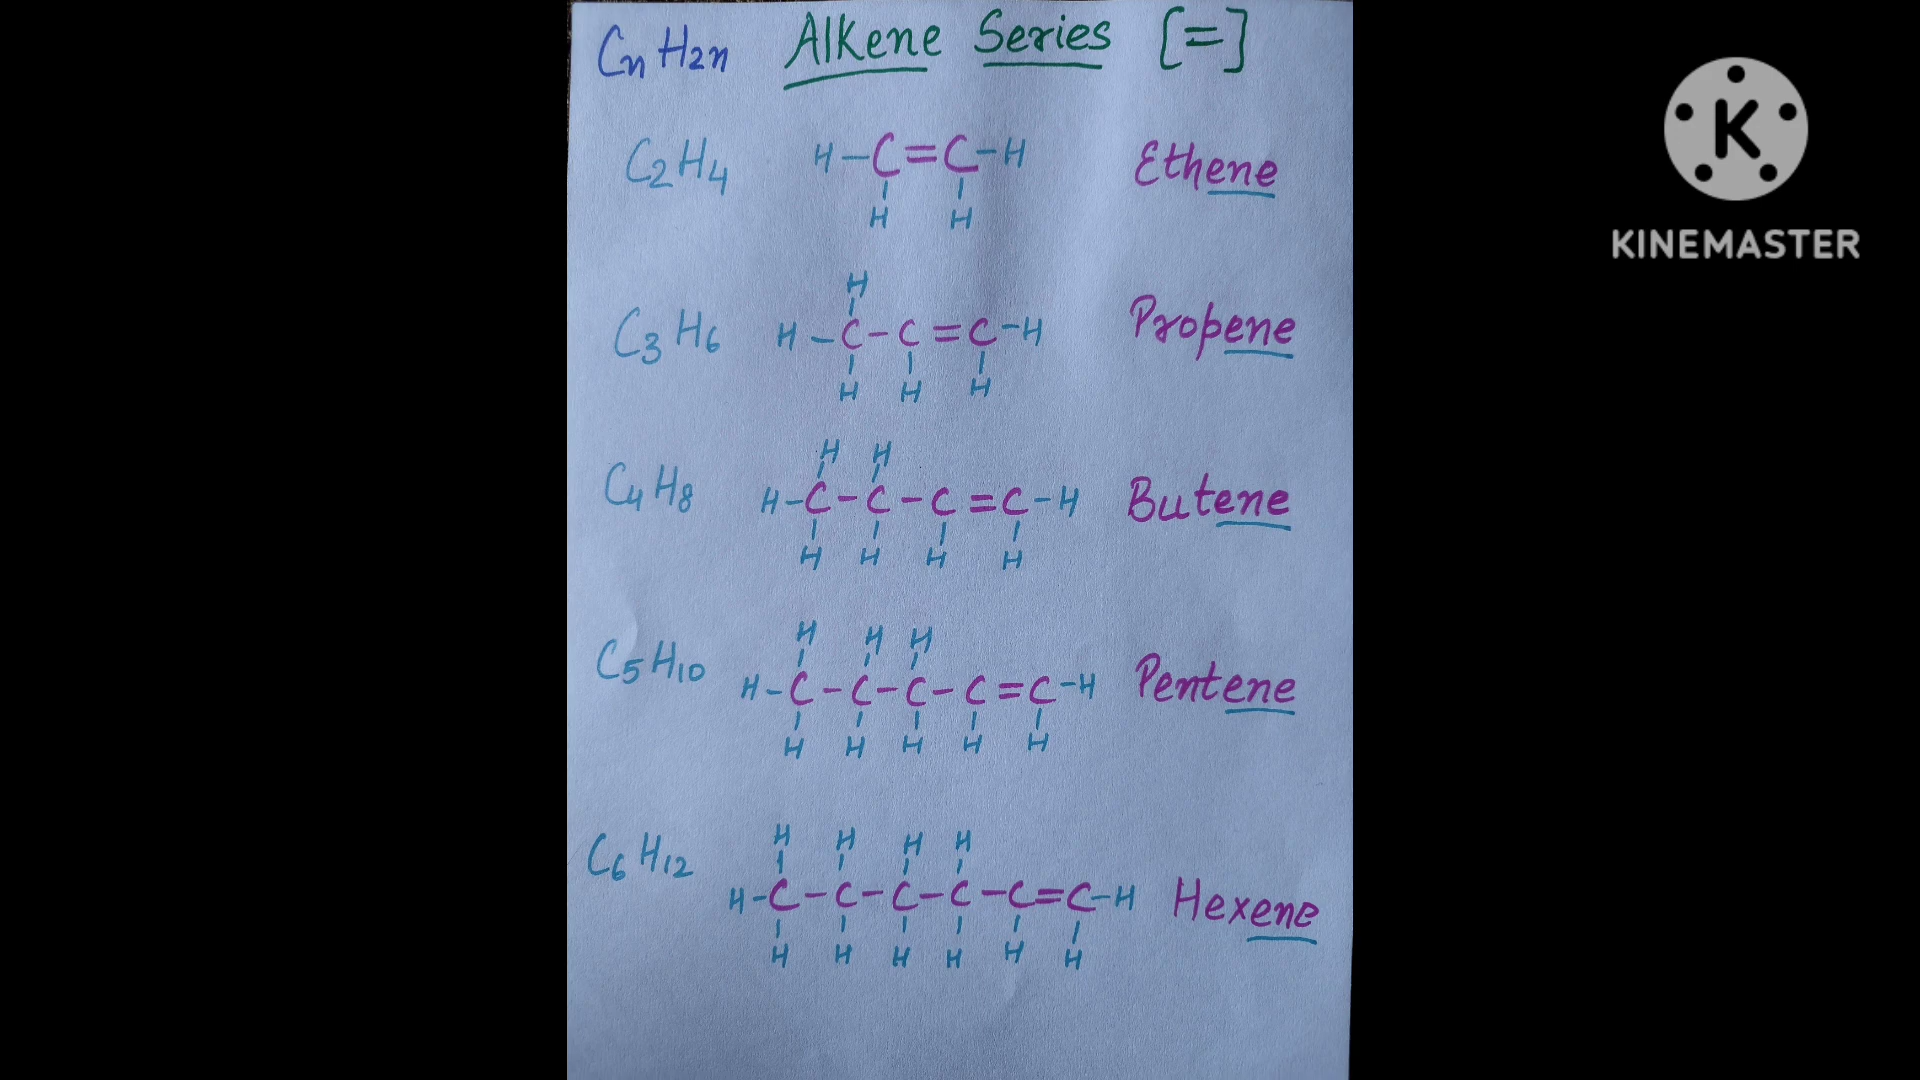 CnH2n Alkene Series [=]
H
C2H4 H-C=C-H Ethene
H H
H
C3H6 H-C-C=C-H Propene
H H H
H H
C4H8 H-C-C-C=C-H Butene
H H H H
H H H
C5H10 H-C-C-C-C=C-H Pentene
H H H H H
H H H H
C6H12 H-C-C-C-C-C=C-H Hexene
H H H H H H
K
KINEMASTER